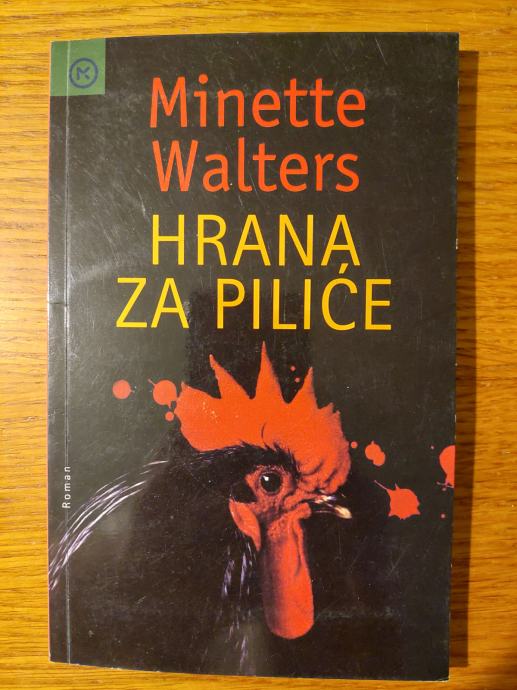 Minette
Walters
HRANA
ZA PILIĆE
Roman